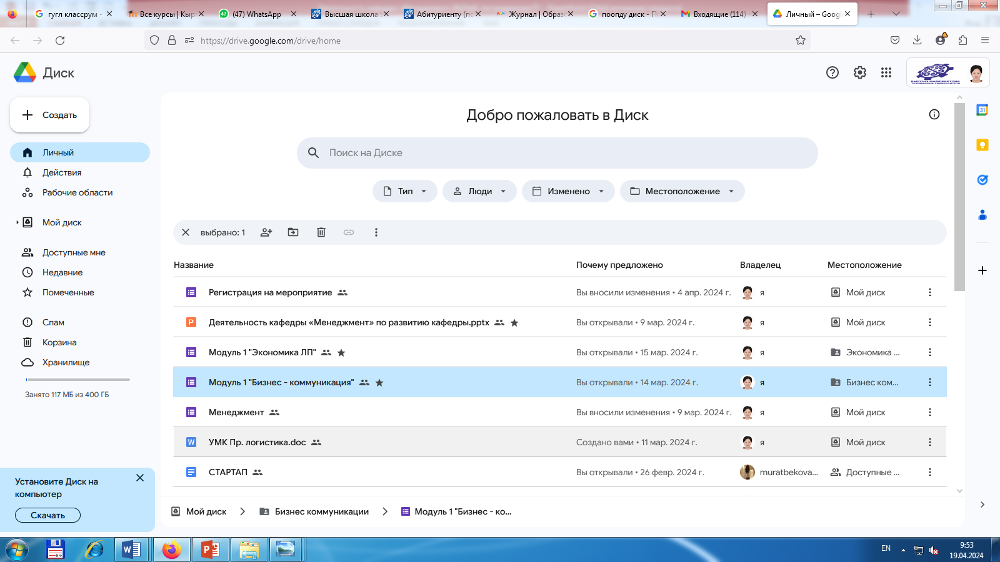 гугл классрум -
Все курсы | Кырг
(47) WhatsApp
Высшая школа
Абитуриенту (по
Журнал | Образо
поопду диск - П
Входящие (114)
Личный – Googl
https://drive.google.com/drive/home
Диск
Создать
Личный
Действия
Рабочие области
Мой диск
Доступные мне
Недавние
Помеченные
Спам
Корзина
Хранилище
Занято 117 МБ из 400 ГБ
Установите Диск на
компьютер
Скачать
Добро пожаловать в Диск
Поиск на Диске
Тип
Люди
Изменено
Местоположение
выбрано: 1
Название Почему предложено Владелец Местоположение
Регистрация на мероприятие Вы вносили изменения • 4 апр. 2024 г. я Мой диск
Деятельность кафедры «Менеджмент» по развитию кафедры.pptx Вы открывали • 9 мар. 2024 г. я Мой диск
Модуль 1 "Экономика ЛП" Вы открывали • 15 мар. 2024 г. я Экономика ...
Модуль 1 "Бизнес - коммуникация" Вы открывали • 14 мар. 2024 г. я Бизнес ком...
Менеджмент Вы вносили изменения • 9 мар. 2024 г. я Мой диск
УМК Пр. логистика.doc Создано вами • 11 мар. 2024 г. я Мой диск
СТАРТАП Вы открывали • 26 февр. 2024 г. muratbekova... Доступные ...
Мой диск
Бизнес коммуникации
Модуль 1 "Бизнес - ко...
31
64
EN
9:53
19.04.2024